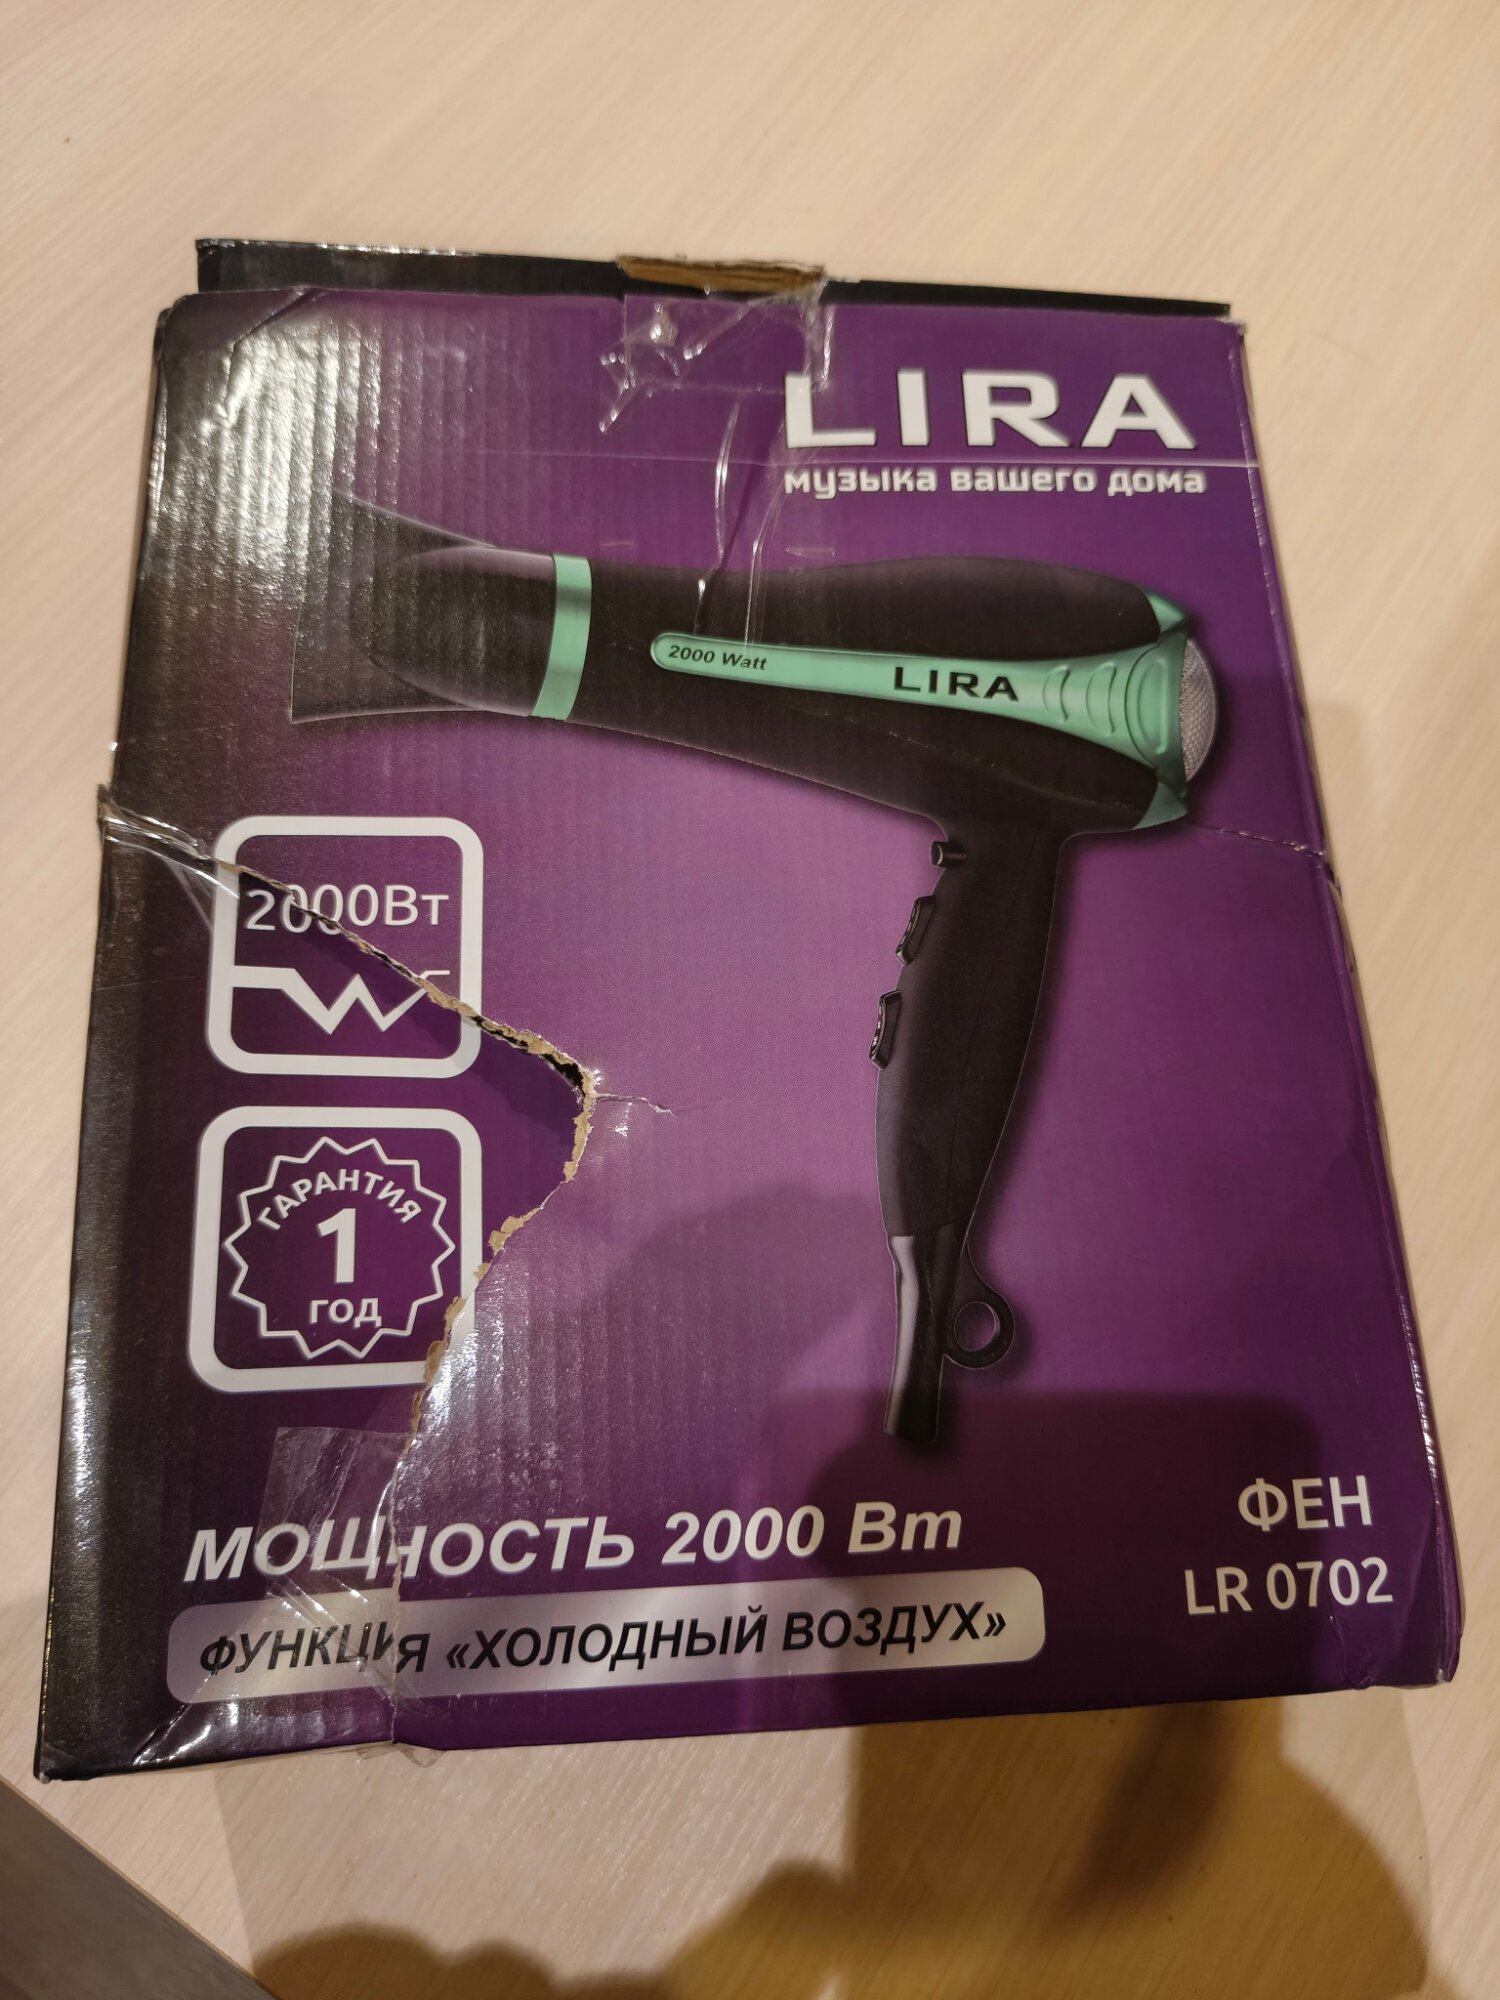 LIRA
музыка вашего дома
2000 Watt
LIRA
2000Вт
ГАРАНТИЯ
1
ГОД
МОЩНОСТЬ 2000 Вт
ФУНКЦИЯ «ХОЛОДНЫЙ ВОЗДУХ»
ФЕН
LR 0702